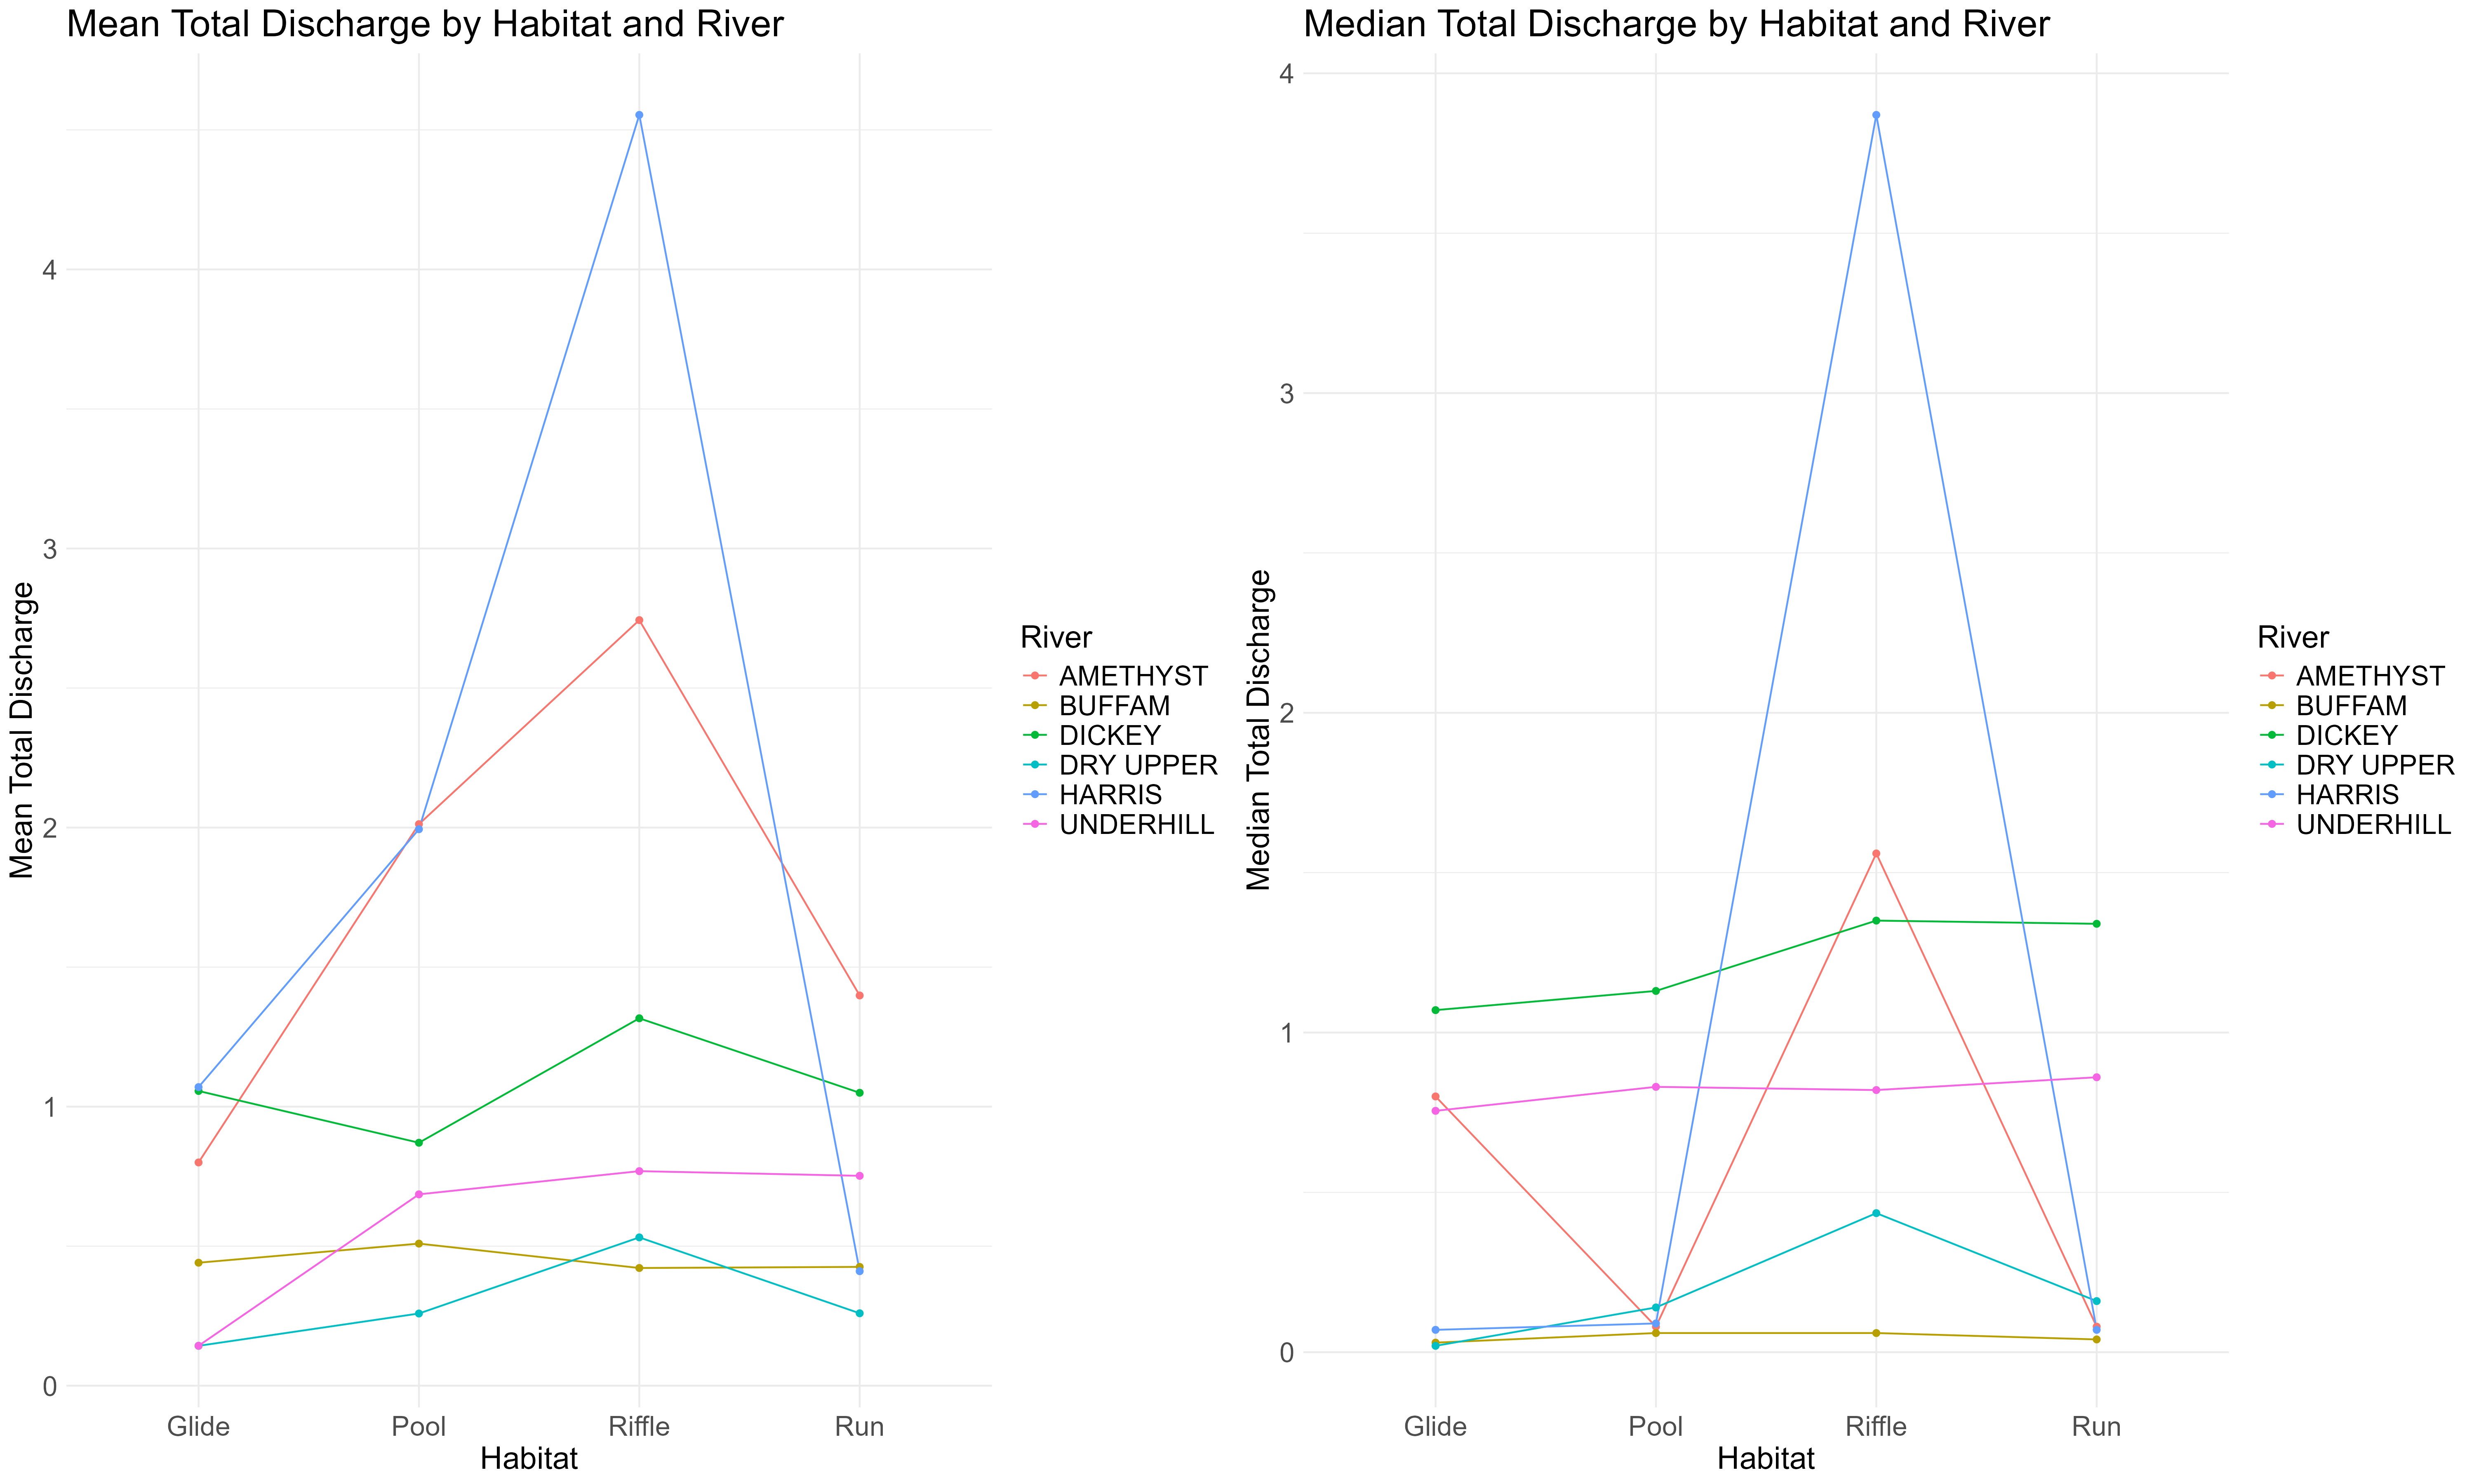 Mean Total Discharge by Habitat and River
Mean Total Discharge
4
3
2
1
0
Glide Pool Riffle Run
Habitat
River
AMETHYST
BUFFAM
DICKEY
DRY UPPER
HARRIS
UNDERHILL
Median Total Discharge by Habitat and River
Median Total Discharge
4
3
2
1
0
Glide Pool Riffle Run
Habitat
River
AMETHYST
BUFFAM
DICKEY
DRY UPPER
HARRIS
UNDERHILL